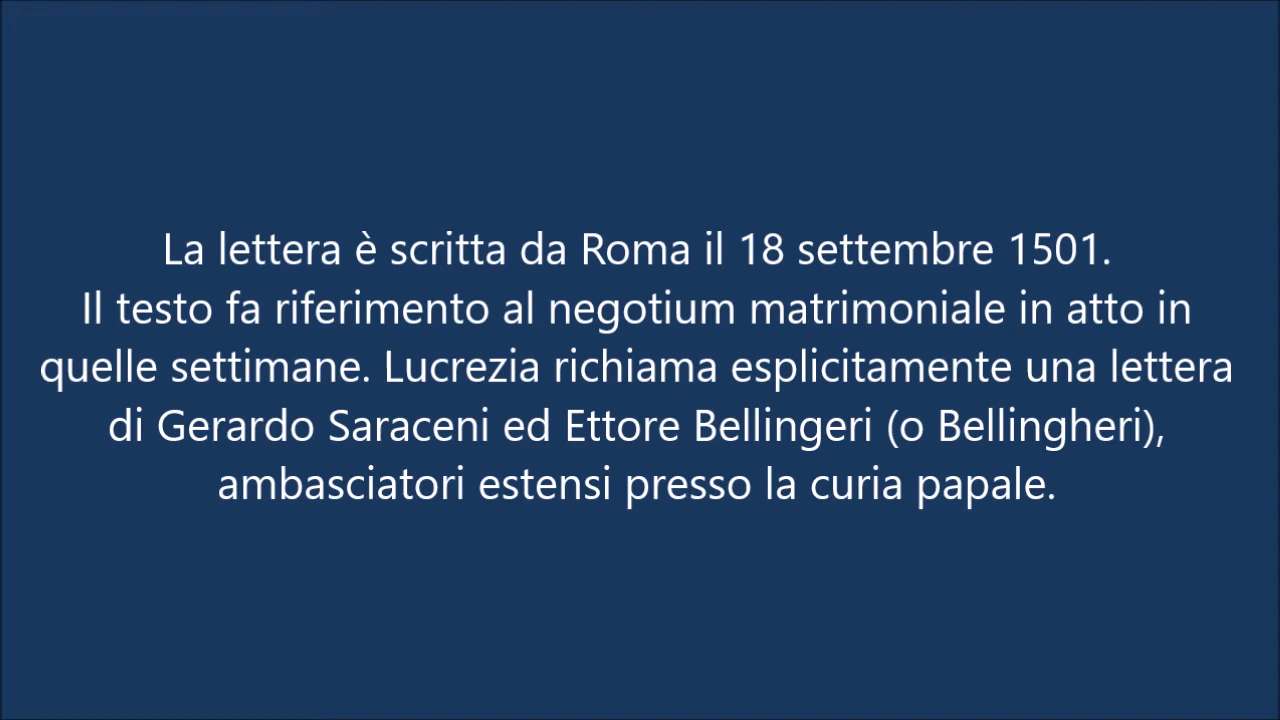 La lettera è scritta da Roma il 18 settembre 1501.
Il testo fa riferimento al negotium matrimoniale in atto in
quelle settimane. Lucrezia richiama esplicitamente una lettera
di Gerardo Saraceni ed Ettore Bellingeri (o Bellingheri),
ambasciatori estensi presso la curia papale.